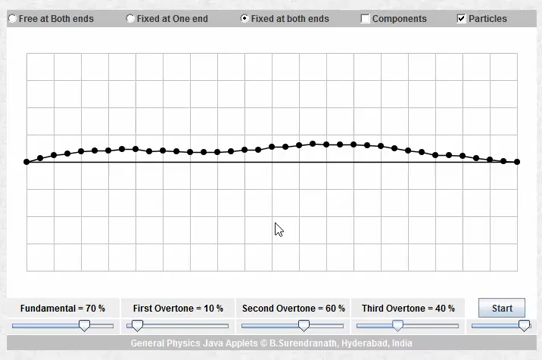 Free at Both ends Fixed at One end Fixed at both ends Components Particles
Fundamental = 70 % First Overtone = 10 % Second Overtone = 60 % Third Overtone = 40 % Start
General Physics Java Applets © B.Surendranath, Hyderabad, India